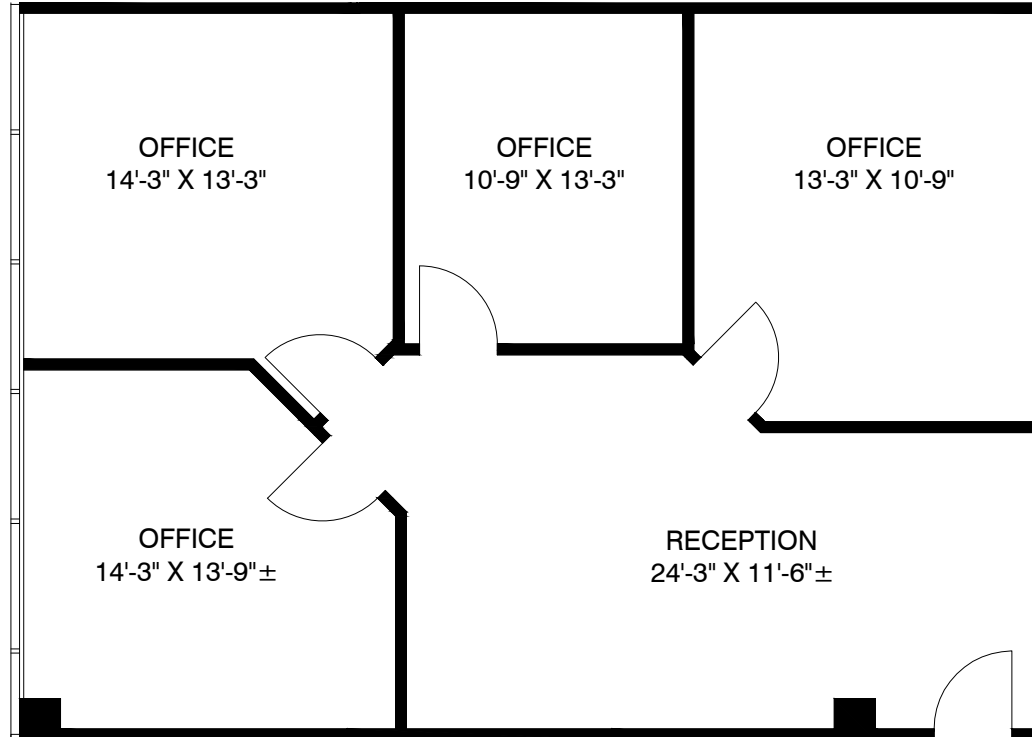 OFFICE
14'-3" X 13'-3"
OFFICE
10'-9" X 13'-3"
OFFICE
13'-3" X 10'-9"
OFFICE
14'-3" X 13'-9"±
RECEPTION
24'-3" X 11'-6"±